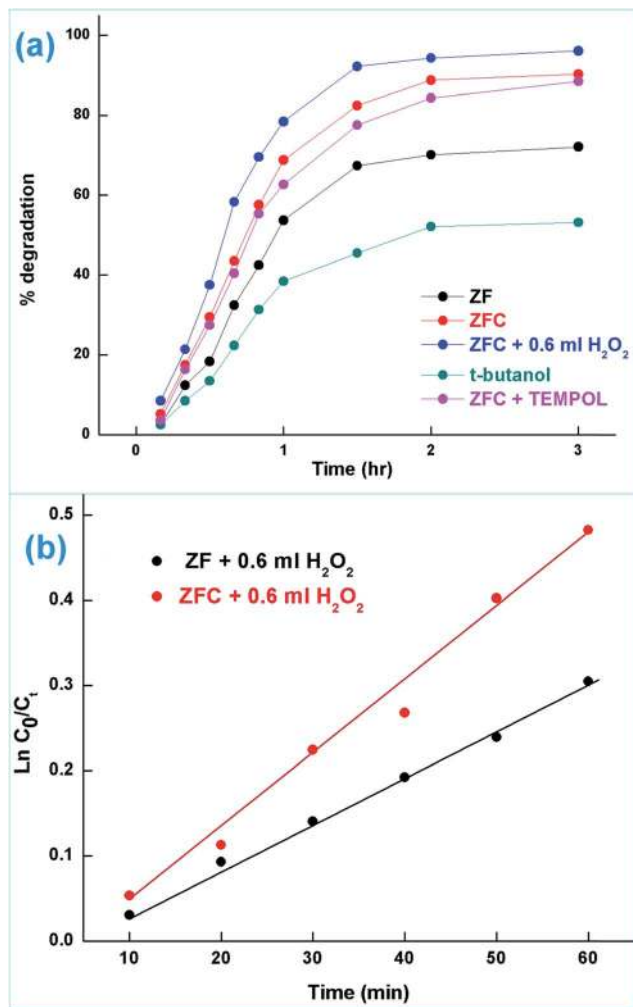 (a)
100
80
60
40
20
0
% degradation
ZF
ZFC
ZFC + 0.6 ml H₂O₂
t-butanol
ZFC + TEMPOL
0 1 2 3
Time (hr)
(b)
0.5
0.4
0.3
0.2
0.1
0.0
Ln C₀/Cₜ
ZF + 0.6 ml H₂O₂
ZFC + 0.6 ml H₂O₂
10 20 30 40 50 60
Time (min)